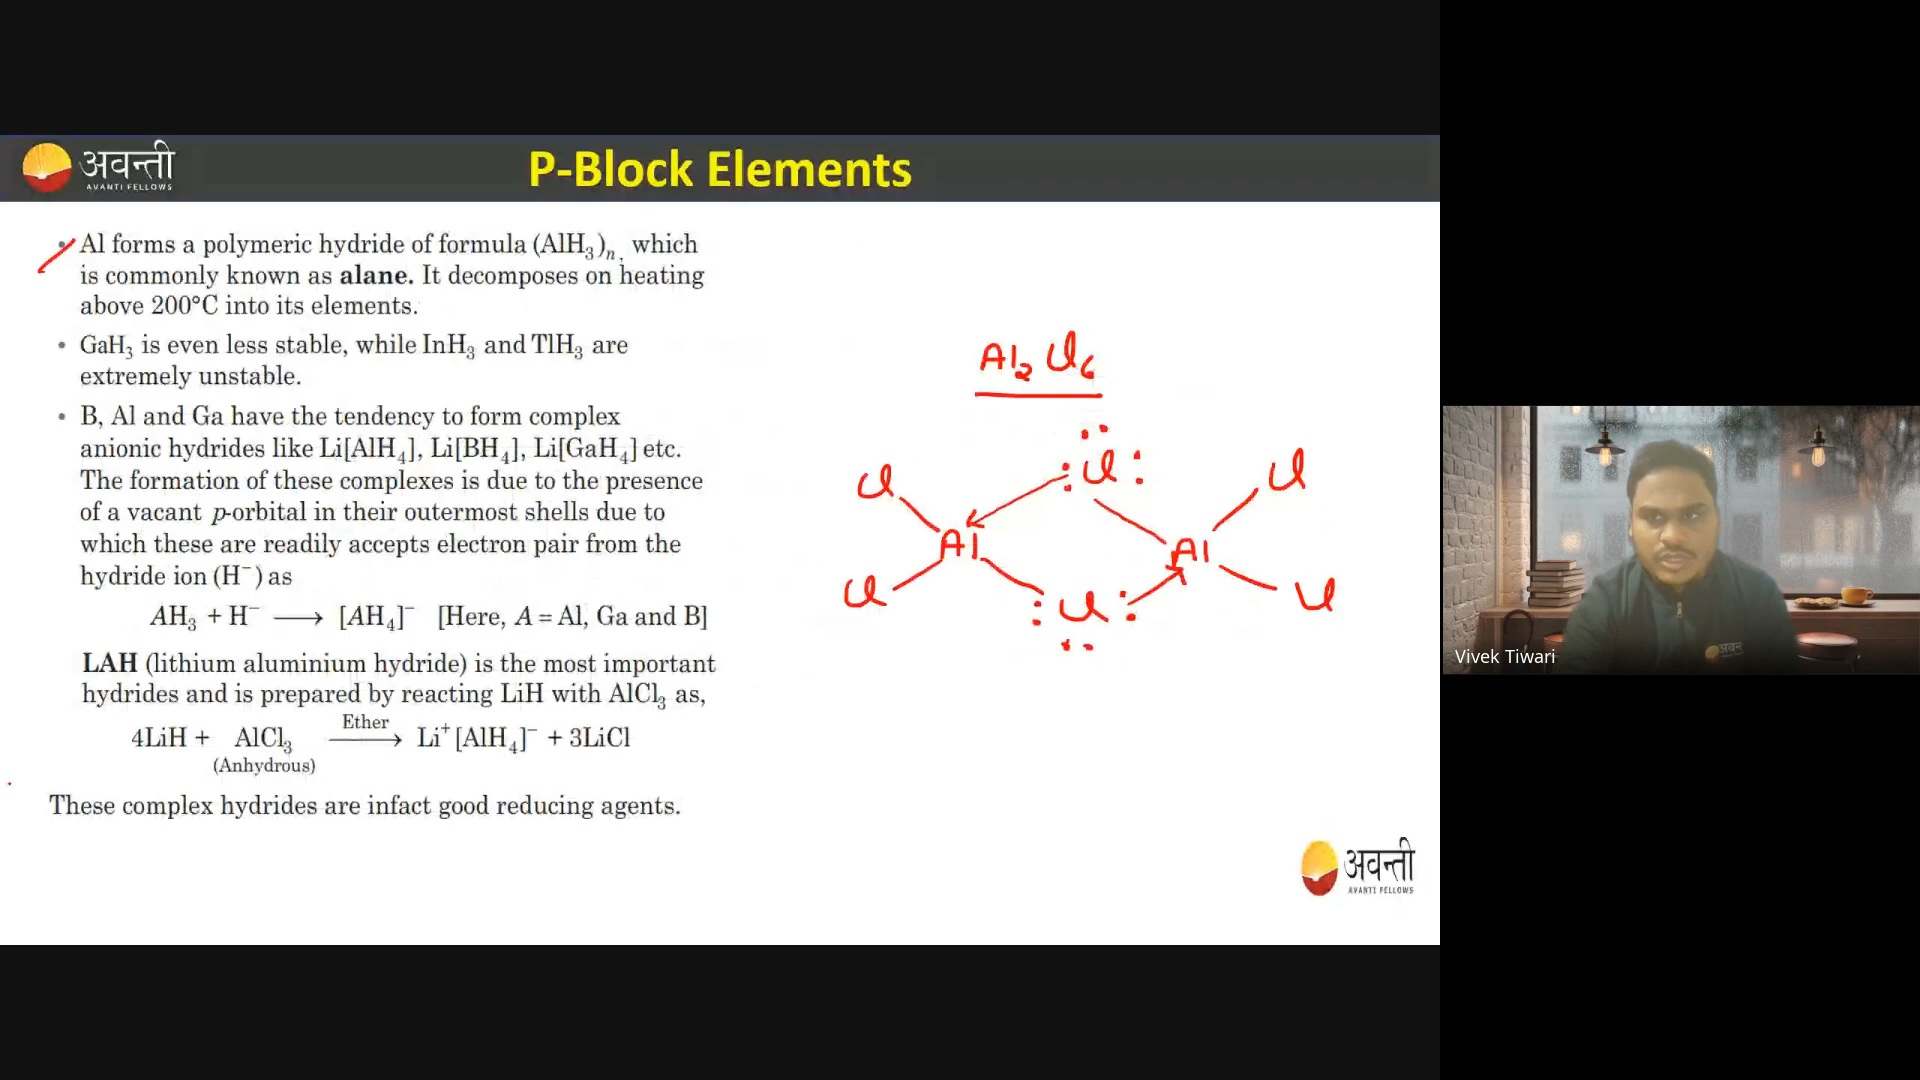 अवन्ती
AVANTI FELLOWS
P-Block Elements
• Al forms a polymeric hydride of formula (AlH₃)ₙ, which
is commonly known as alane. It decomposes on heating
above 200°C into its elements.
• GaH₃ is even less stable, while InH₃ and TlH₃ are
extremely unstable.
• B, Al and Ga have the tendency to form complex
anionic hydrides like Li[AlH₄], Li[BH₄], Li[GaH₄] etc.
The formation of these complexes is due to the presence
of a vacant p-orbital in their outermost shells due to
which these are readily accepts electron pair from the
hydride ion (H⁻) as
AH₃ + H⁻ ⟶ [AH₄]⁻ [Here, A = Al, Ga and B]
LAH (lithium aluminium hydride) is the most important
hydrides and is prepared by reacting LiH with AlCl₃ as,
Ether
4LiH + AlCl₃ ⟶ Li⁺[AlH₄]⁻ + 3LiCl
(Anhydrous)
These complex hydrides are infact good reducing agents.
Al₂Cl₆
Cl Cl Cl
Al Al
Cl Cl Cl
Vivek Tiwari
अवन्ती
अवन्ती
AVANTI FELLOWS